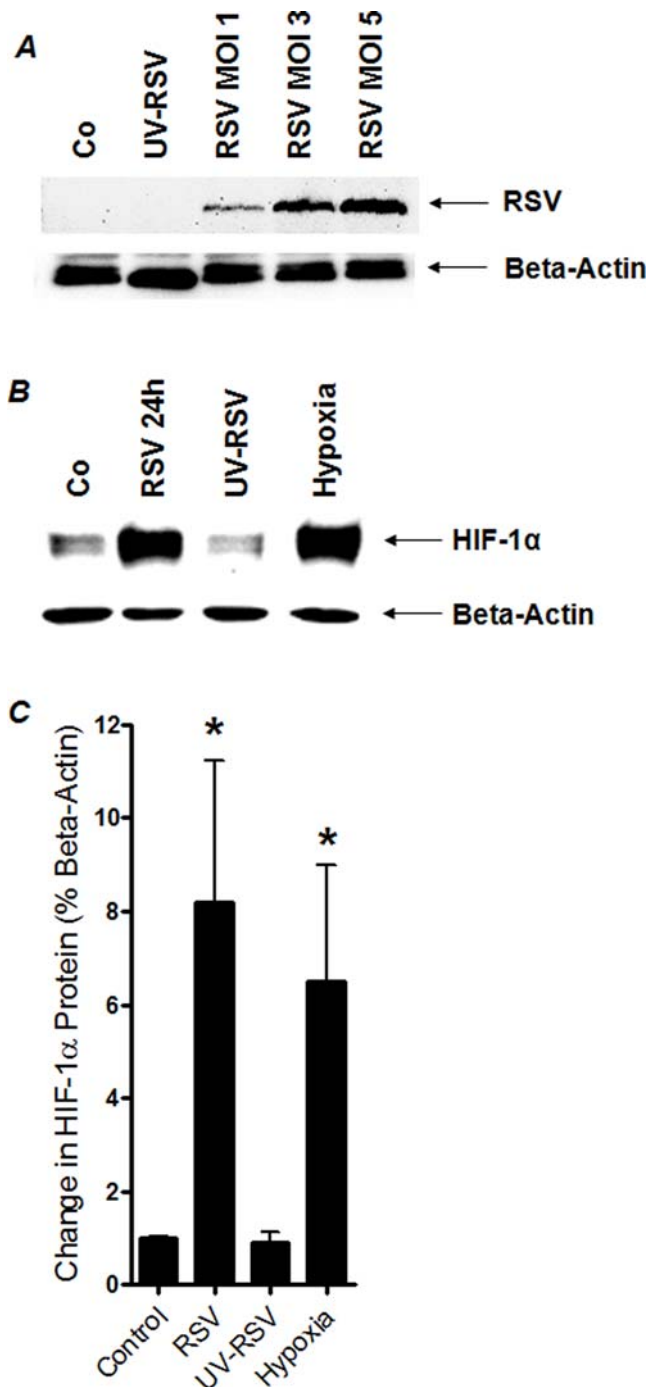 A
Co
UV-RSV
RSV MOI 1
RSV MOI 3
RSV MOI 5
RSV
Beta-Actin
B
Co
RSV 24h
UV-RSV
Hypoxia
HIF-1α
Beta-Actin
C
Change in HIF-1α Protein (% Beta-Actin)
12
10
8
6
4
2
0
*
*
Control
RSV
UV-RSV
Hypoxia